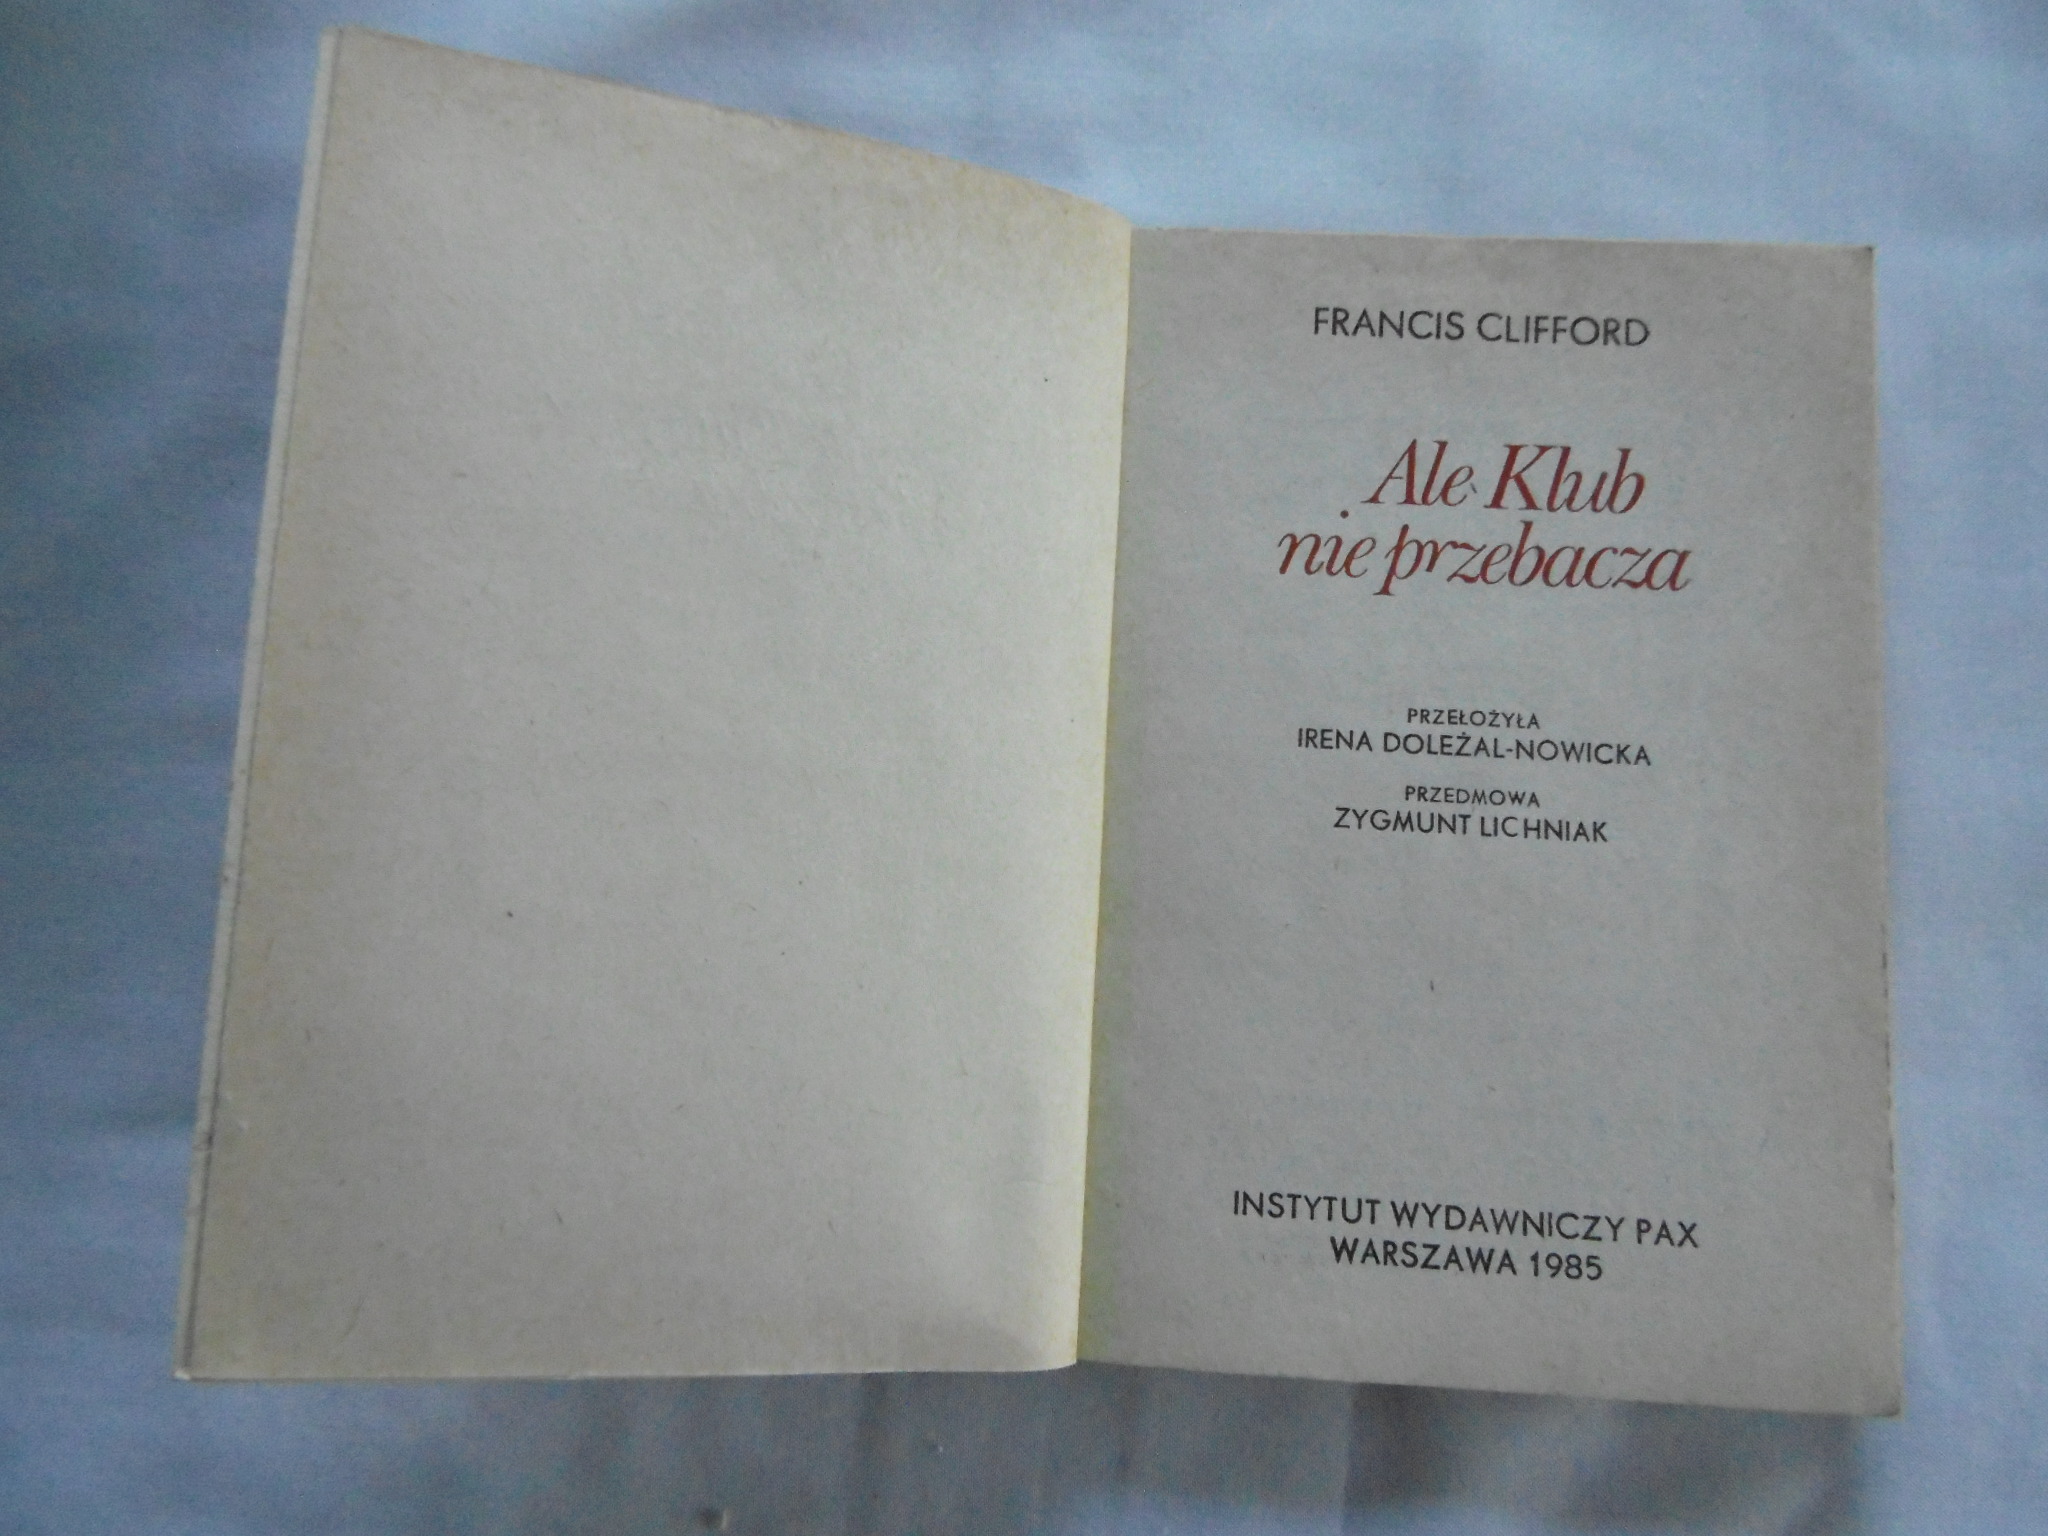 FRANCIS CLIFFORD
Ale Klub
nie przebacza
PRZEŁOŻYŁA
IRENA DOLEŻAL-NOWICKA
PRZEDMOWA
ZYGMUNT LICHNIAK
INSTYTUT WYDAWNICZY PAX
WARSZAWA 1985